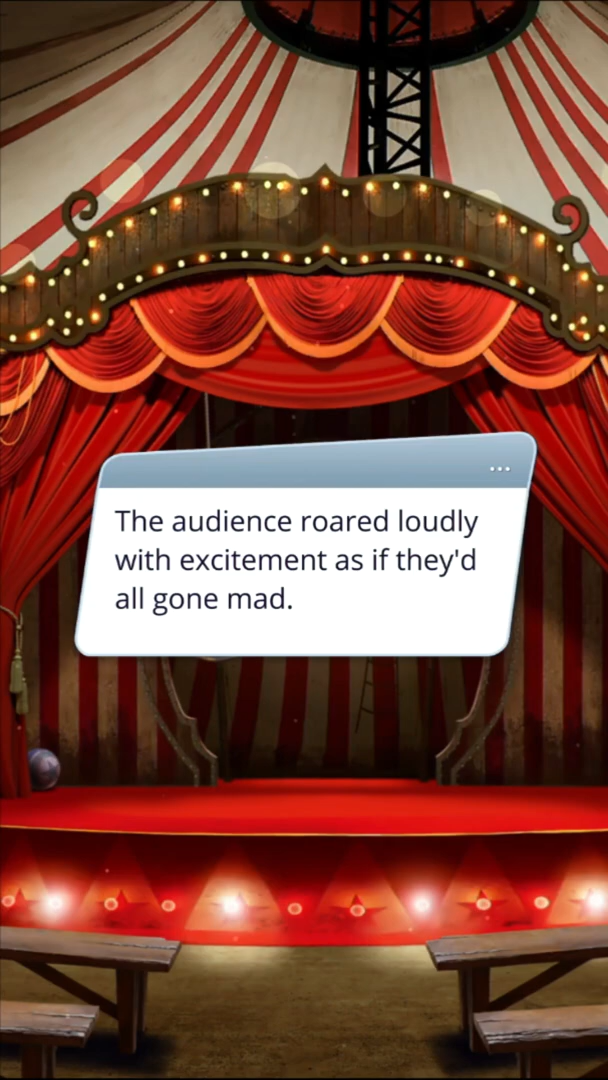 The audience roared loudly
with excitement as if they'd
all gone mad.